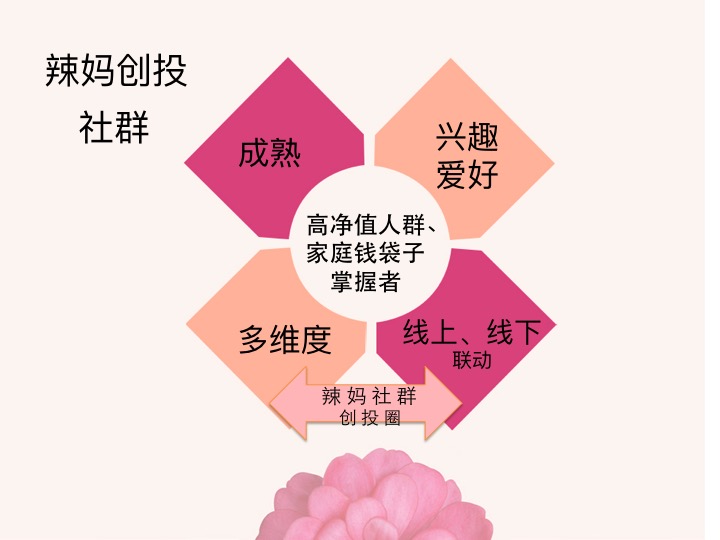 辣妈创投
社群
成熟
兴趣
爱好
高净值人群、
家庭钱袋子
掌握者
多维度
线上、线下
联动
辣妈社群
创投圈